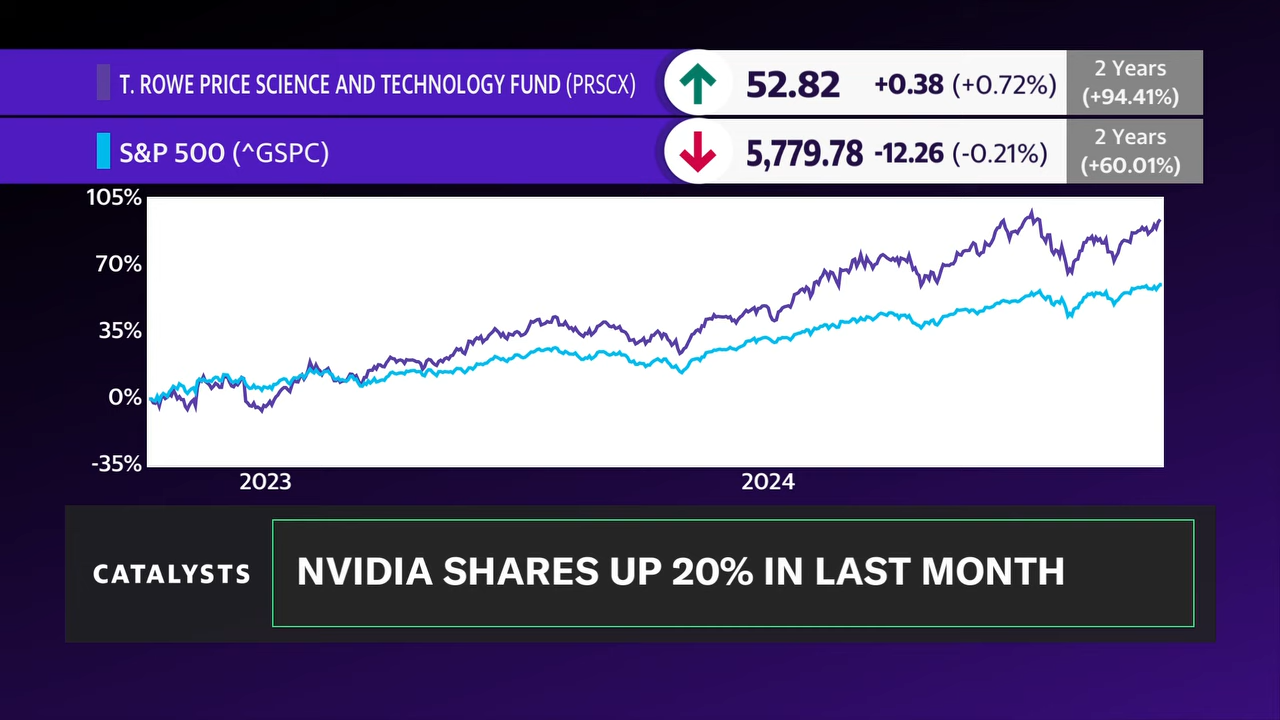 T. ROWE PRICE SCIENCE AND TECHNOLOGY FUND (PRSCX)
52.82 +0.38 (+0.72%)
2 Years
(+94.41%)
S&P 500 (^GSPC)
5,779.78 -12.26 (-0.21%)
2 Years
(+60.01%)
105%
70%
35%
0%
-35%
2023 2024
CATALYSTS
NVIDIA SHARES UP 20% IN LAST MONTH